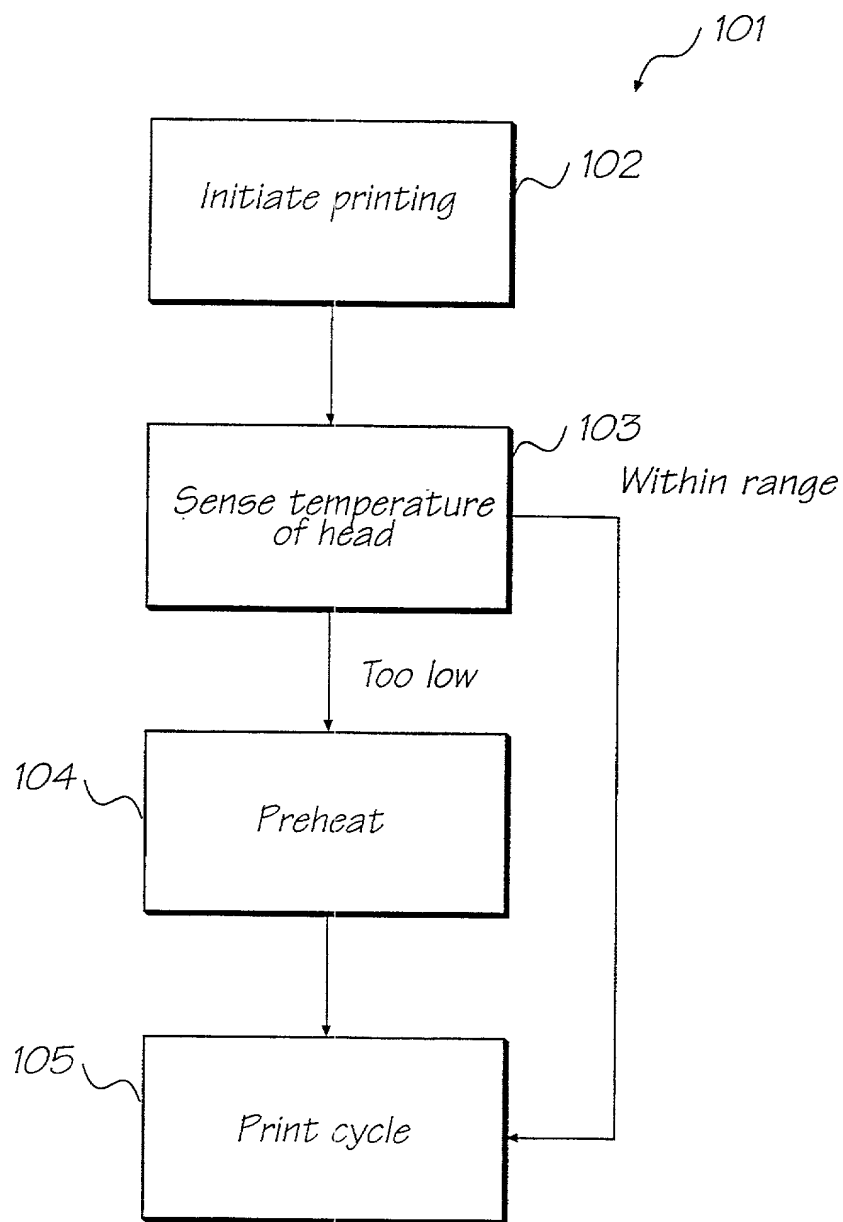 101
Initiate printing
102
103
Within range
Sense temperature
of head
Too low
104
Preheat
105
Print cycle